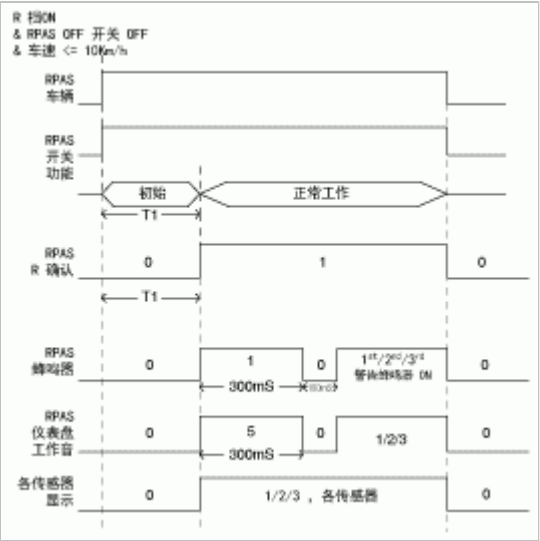 R 档ON
& RPAS OFF 开关 OFF
& 车速 <= 10Km/h
RPAS
车辆
RPAS
开关
功能
初始 正常工作
T1
RPAS
R 确认
0 1 0
T1
RPAS
蜂鸣器
0 1 0 1st/2nd/3rd 0
警告蜂鸣器 ON
300mS
RPAS
仪表盘
工作音
0 5 0 1/2/3 0
300mS
各传感器
显示
0 1/2/3 , 各传感器 0